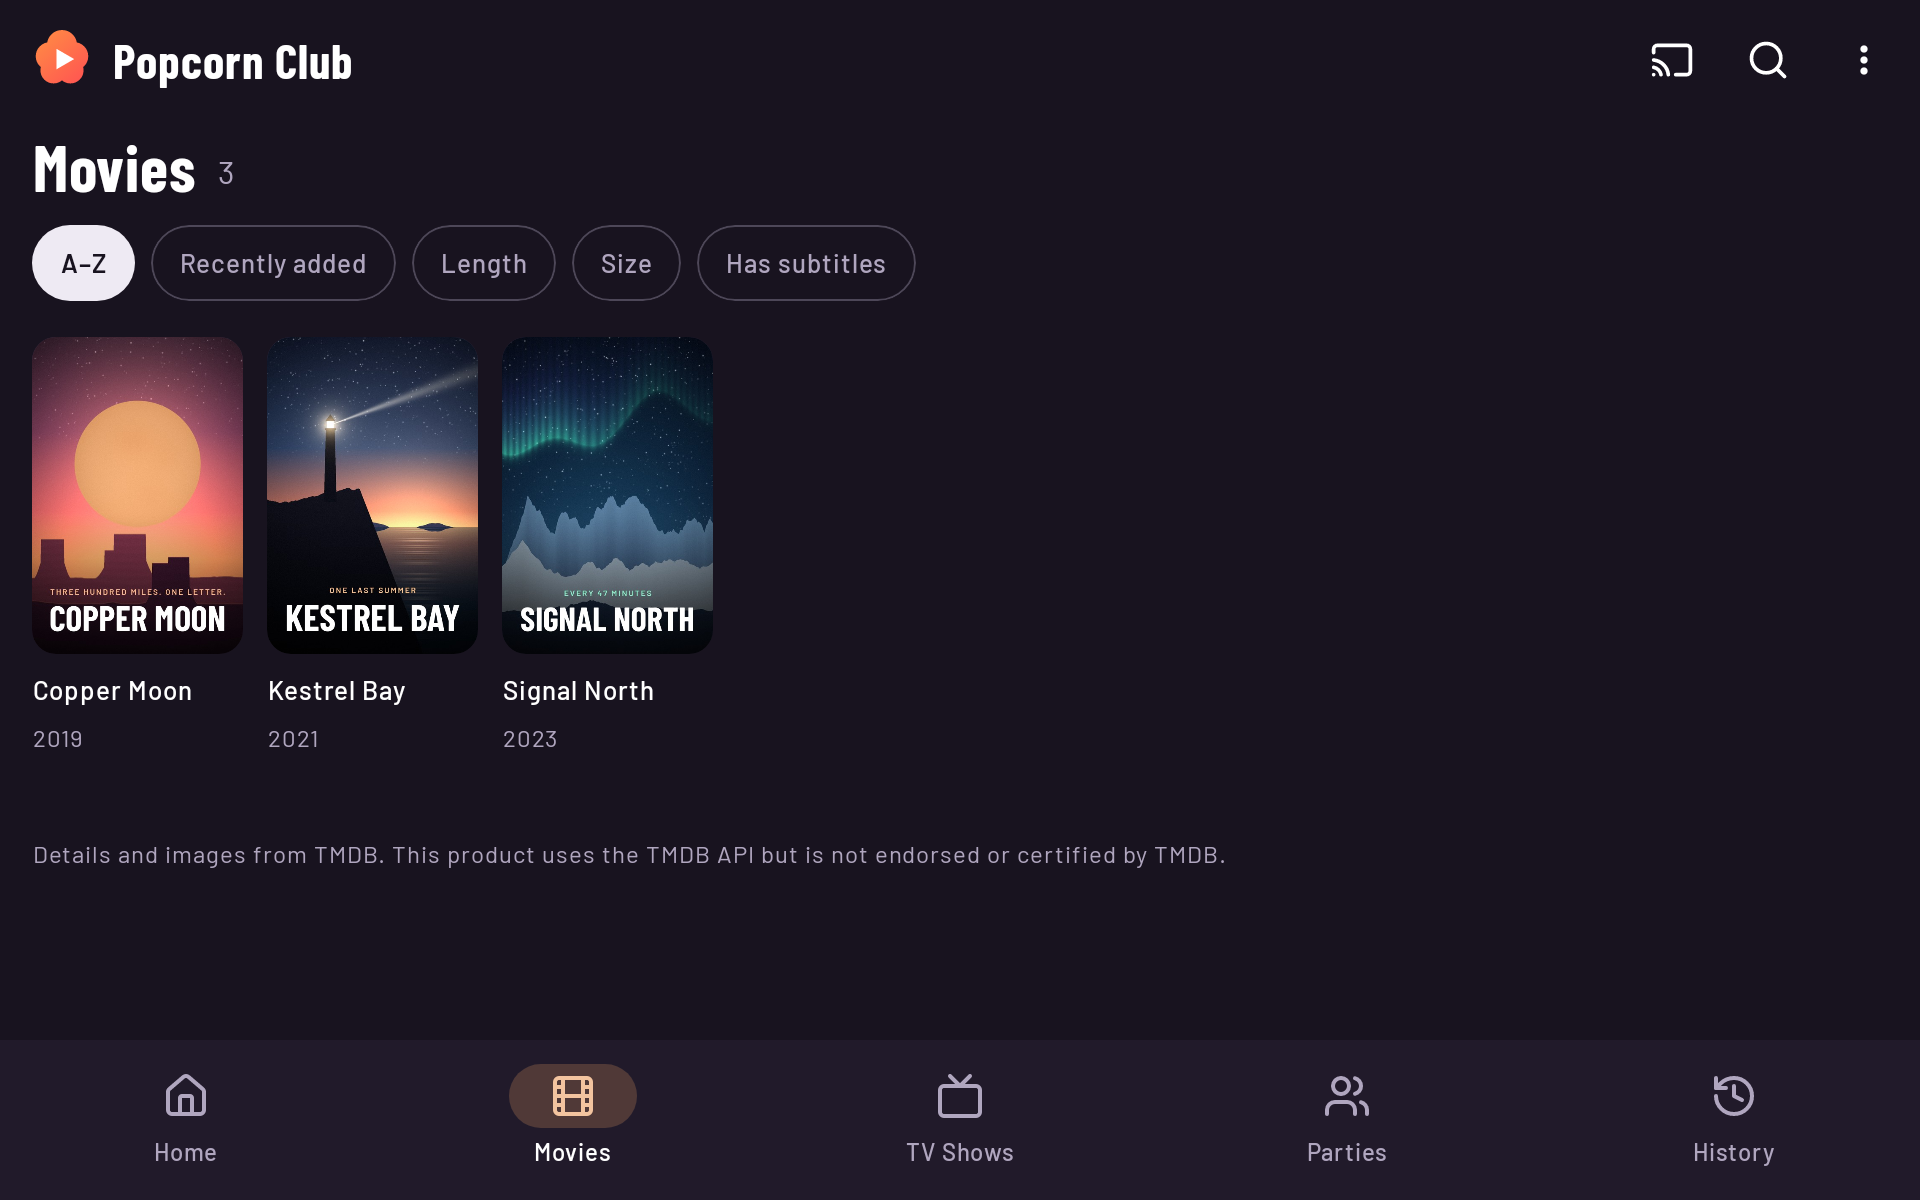 Popcorn Club
Movies 3
A–Z Recently added Length Size Has subtitles
THREE HUNDRED MILES. ONE LETTER.
COPPER MOON
ONE LAST SUMMER
KESTREL BAY
EVERY 47 MINUTES
SIGNAL NORTH
Copper Moon Kestrel Bay Signal North
2019 2021 2023
Details and images from TMDB. This product uses the TMDB API but is not endorsed or certified by TMDB.
Home Movies TV Shows Parties History